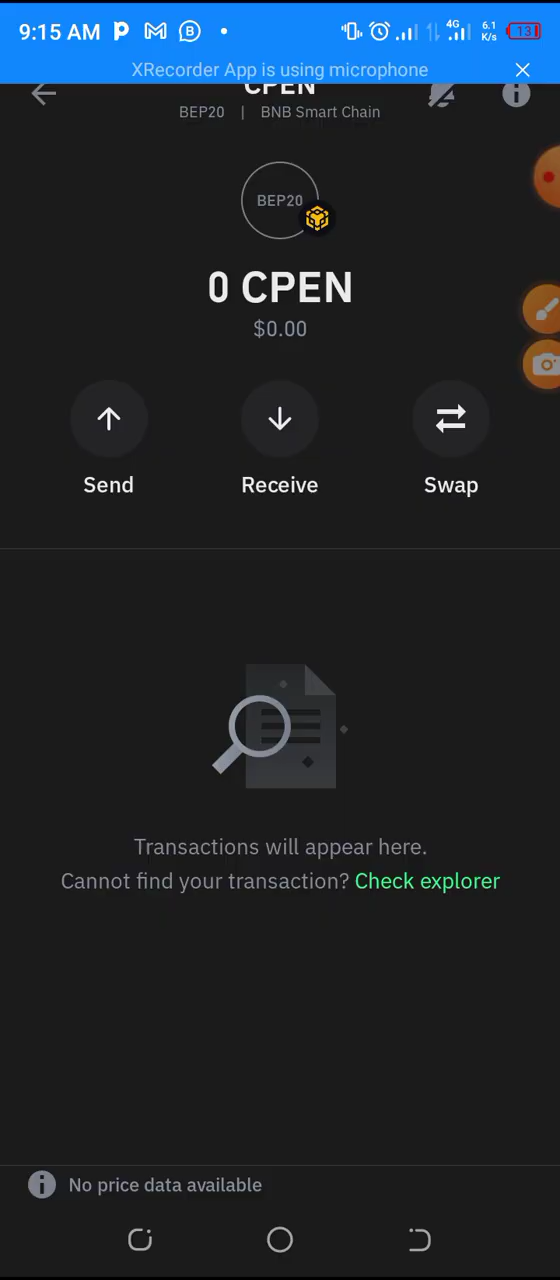 9:15 AM
4G
6.1
K/s
13
XRecorder App is using microphone
CPEN
BEP20 | BNB Smart Chain
BEP20
0 CPEN
$0.00
Send Receive Swap
Transactions will appear here.
Cannot find your transaction? Check explorer
No price data available